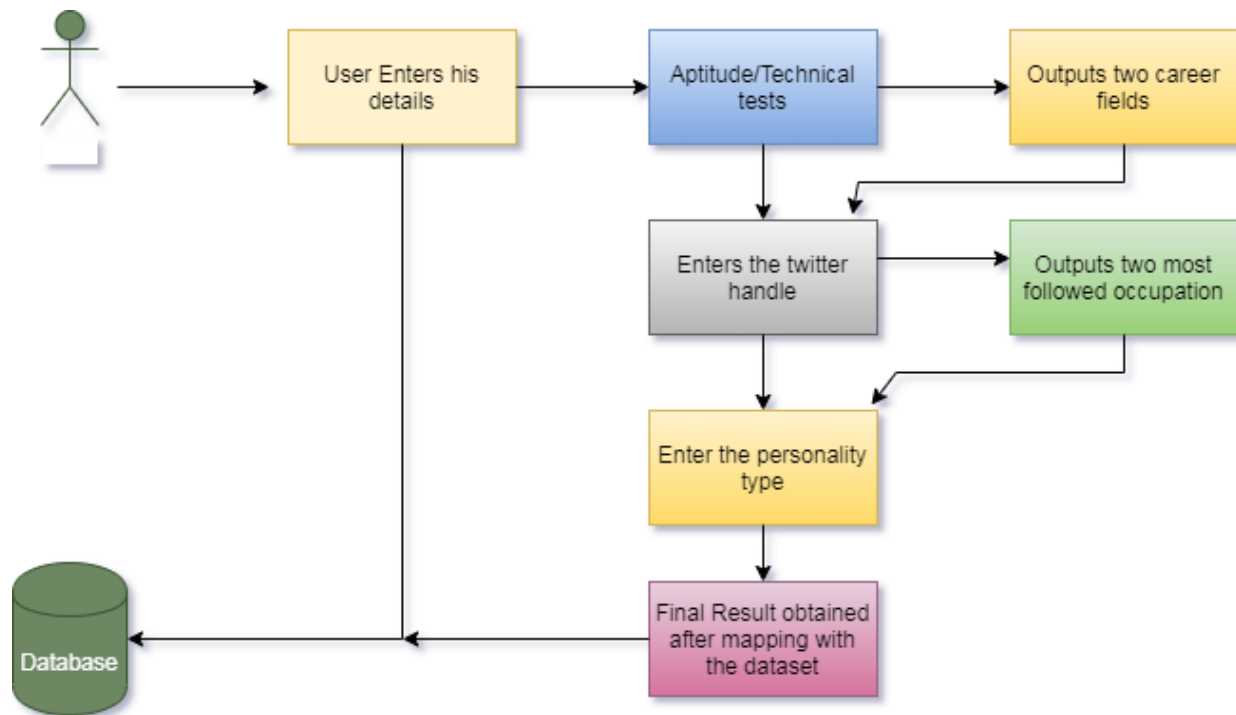 User Enters his
details
Aptitude/Technical
tests
Outputs two career
fields
Enters the twitter
handle
Outputs two most
followed occupation
Enter the personality
type
Final Result obtained
after mapping with
the dataset
Database